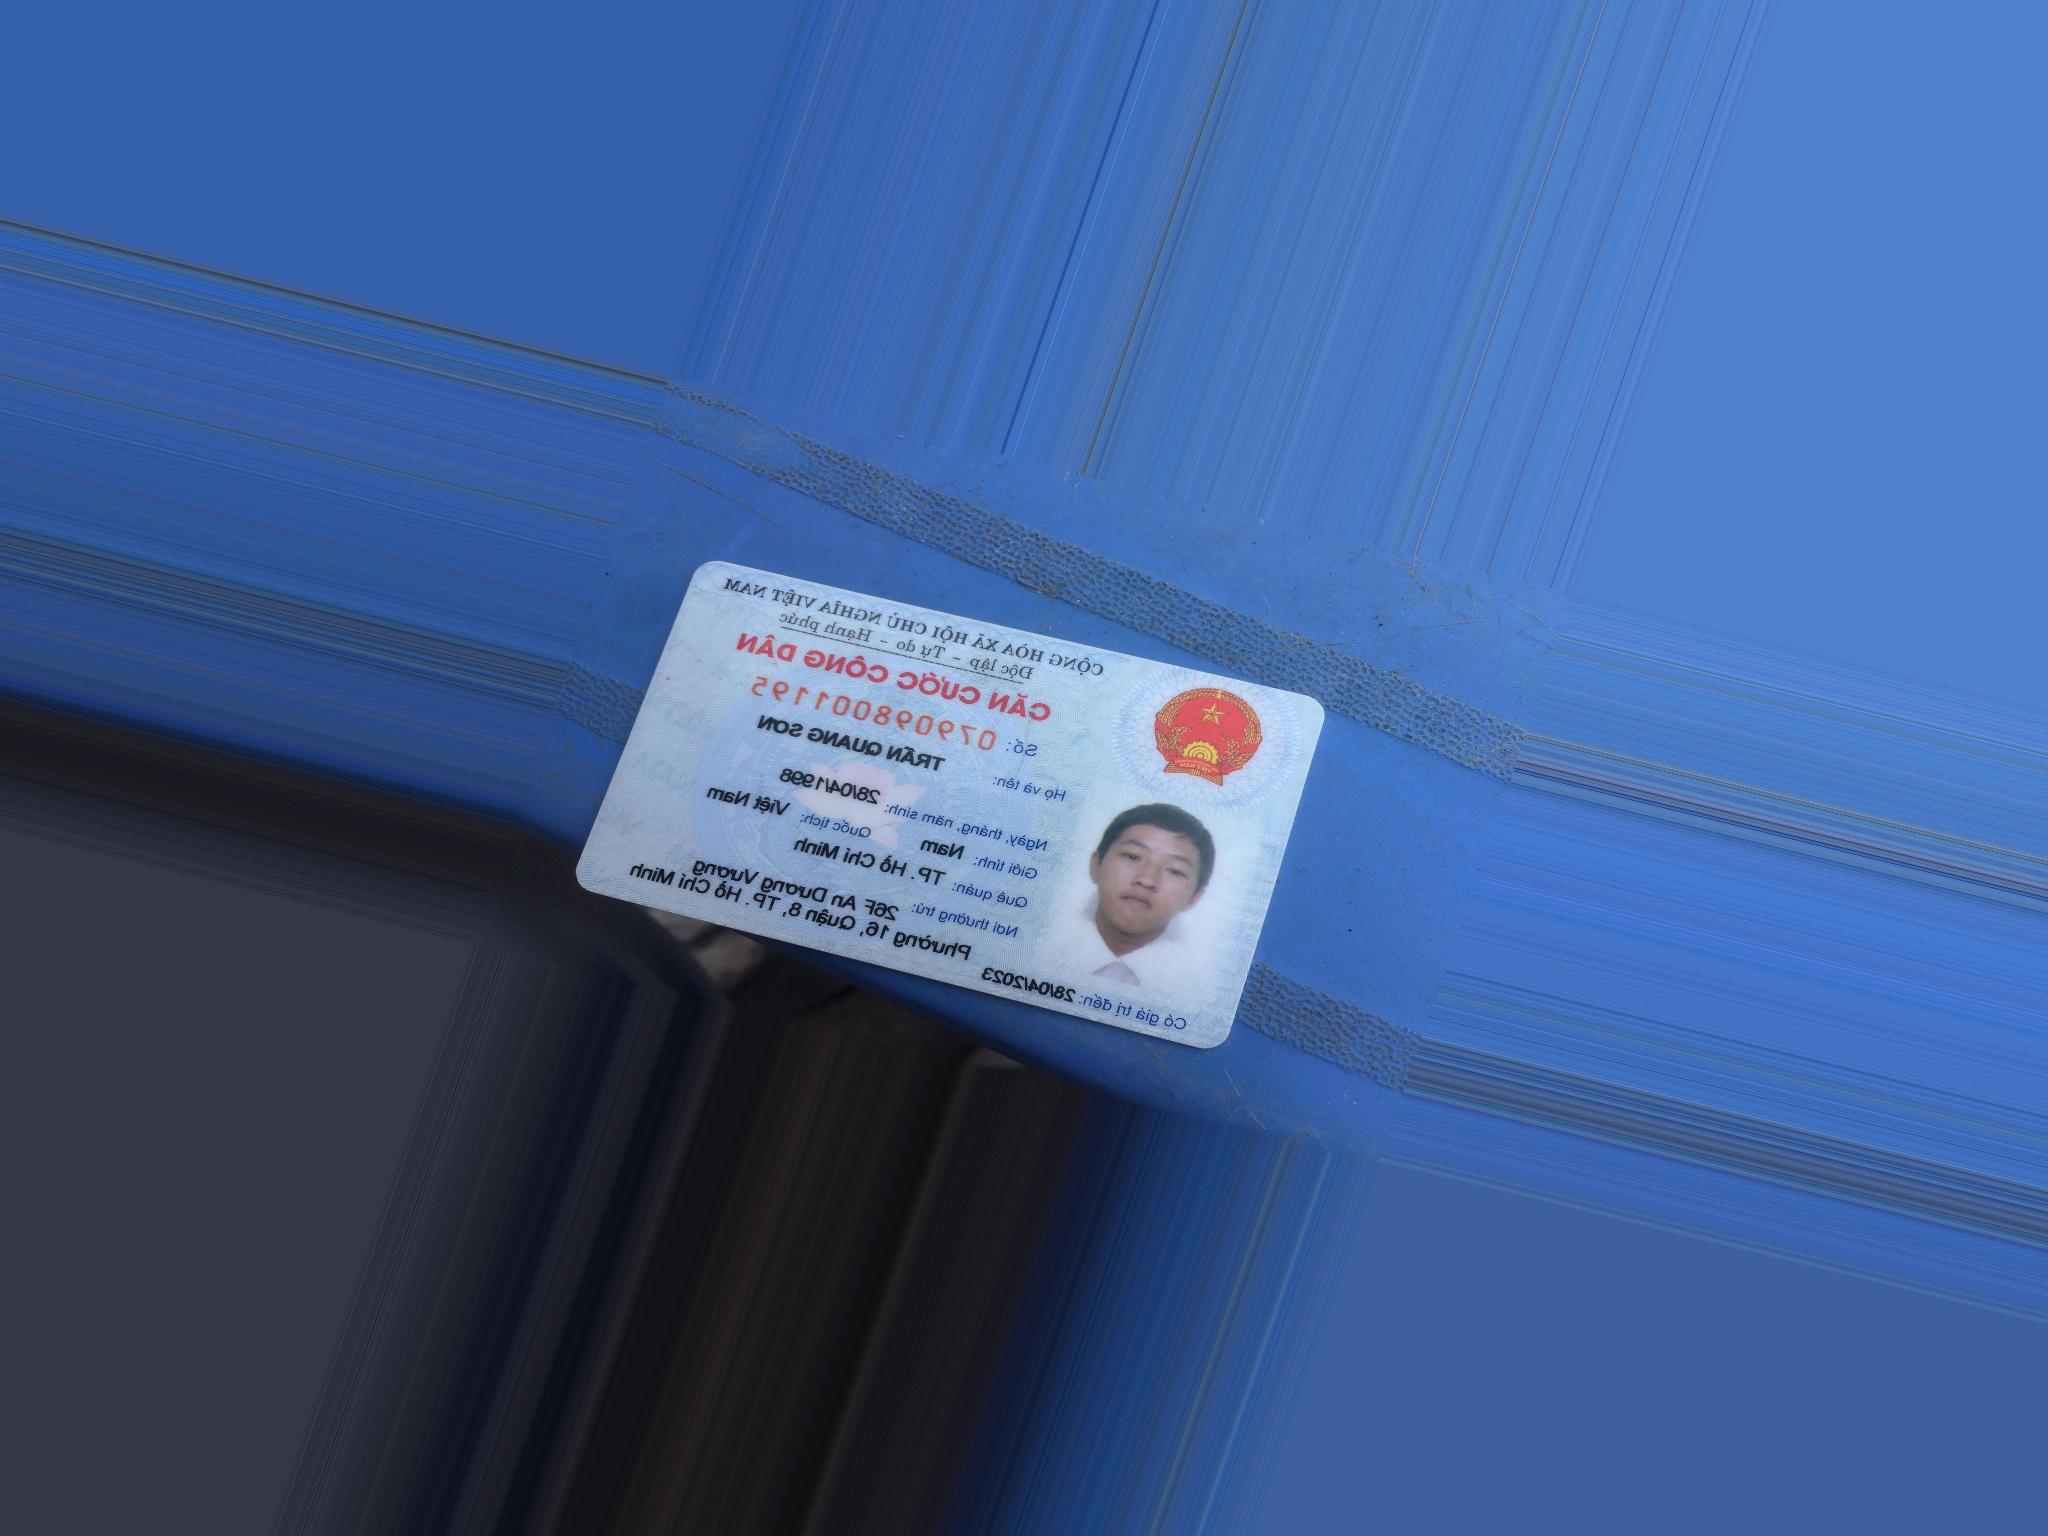 CỘNG HÒA XÃ HỘI CHỦ NGHĨA VIỆT NAM
Độc lập - Tự do - Hạnh phúc
CĂN CƯỚC CÔNG DÂN
Số: 079098001195
Họ và tên: TRẦN QUANG SƠN
Ngày, tháng, năm sinh: 28/04/1998
Giới tính: Nam Quốc tịch: Việt Nam
Quê quán: TP. Hồ Chí Minh
Nơi thường trú: 26F An Dương Vương
Phường 16, Quận 8, TP. Hồ Chí Minh
Có giá trị đến: 28/04/2023